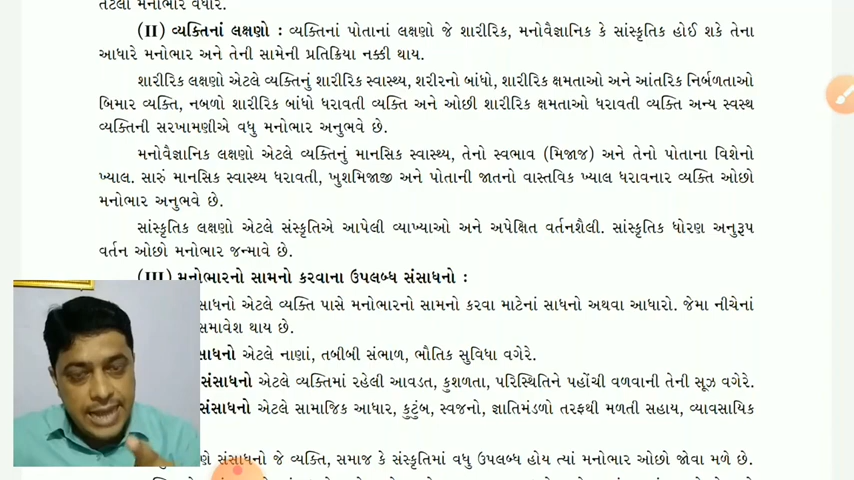 તેટલો મનોભાર વધારે.
(II) વ્યક્તિનાં લક્ષણો : વ્યક્તિનાં પોતાનાં લક્ષણો જે શારીરિક, મનોવૈજ્ઞાનિક કે સાંસ્કૃતિક હોઈ શકે તેના
આધારે મનોભાર અને તેની સામેની પ્રતિક્રિયા નક્કી થાય.
શારીરિક લક્ષણો એટલે વ્યક્તિનું શારીરિક સ્વાસ્થ્ય, શરીરનો બાંધો, શારીરિક ક્ષમતાઓ અને આંતરિક નિર્બળતાઓ
બિમાર વ્યક્તિ, નબળો શારીરિક બાંધો ધરાવતી વ્યક્તિ અને ઓછી શારીરિક ક્ષમતાઓ ધરાવતી વ્યક્તિ અન્ય સ્વસ્થ
વ્યક્તિની સરખામણીએ વધુ મનોભાર અનુભવે છે.
મનોવૈજ્ઞાનિક લક્ષણો એટલે વ્યક્તિનું માનસિક સ્વાસ્થ્ય, તેનો સ્વભાવ (મિજાજ) અને તેનો પોતાના વિશેનો
ખ્યાલ. સારું માનસિક સ્વાસ્થ્ય ધરાવતી, ખુશમિજાજી અને પોતાની જાતનો વાસ્તવિક ખ્યાલ ધરાવનાર વ્યક્તિ ઓછો
મનોભાર અનુભવે છે.
સાંસ્કૃતિક લક્ષણો એટલે સંસ્કૃતિએ આપેલી વ્યાખ્યાઓ અને અપેક્ષિત વર્તનશૈલી. સાંસ્કૃતિક ધોરણ અનુરૂપ
વર્તન ઓછો મનોભાર જન્માવે છે.
(III) મનોભારનો સામનો કરવાના ઉપલબ્ધ સંસાધનો :
સાધનો એટલે વ્યક્તિ પાસે મનોભારનો સામનો કરવા માટેનાં સાધનો અથવા આધારો. જેમા નીચેનાં
સમાવેશ થાય છે.
સાધનો એટલે નાણાં, તબીબી સંભાળ, ભૌતિક સુવિધા વગેરે.
સંસાધનો એટલે વ્યક્તિમાં રહેલી આવડત, કુશળતા, પરિસ્થિતિને પહોંચી વળવાની તેની સૂઝ વગેરે.
સંસાધનો એટલે સામાજિક આધાર, કુટુંબ, સ્વજનો, જ્ઞાતિમંડળો તરફથી મળતી સહાય, વ્યાવસાયિક
સંસાધનો જે વ્યક્તિ, સમાજ કે સંસ્કૃતિમાં વધુ ઉપલબ્ધ હોય ત્યાં મનોભાર ઓછો જોવા મળે છે.